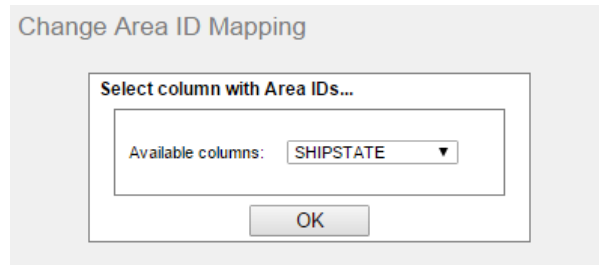 Change Area ID Mapping
Select column with Area IDs...
Available columns: SHIPSTATE
OK